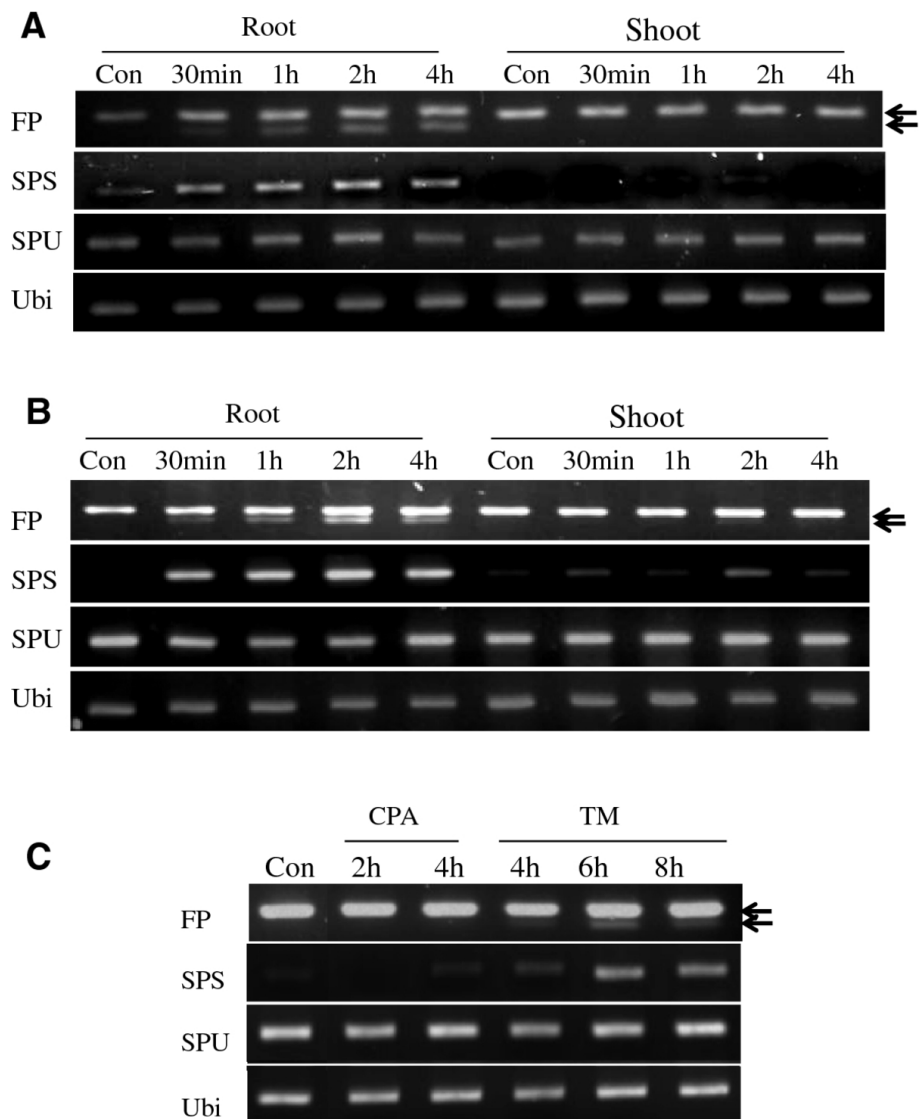 A
Root Shoot
Con 30min 1h 2h 4h Con 30min 1h 2h 4h
FP
SPS
SPU
Ubi
B
Root Shoot
Con 30min 1h 2h 4h Con 30min 1h 2h 4h
FP
SPS
SPU
Ubi
C
CPA TM
Con 2h 4h 4h 6h 8h
FP
SPS
SPU
Ubi